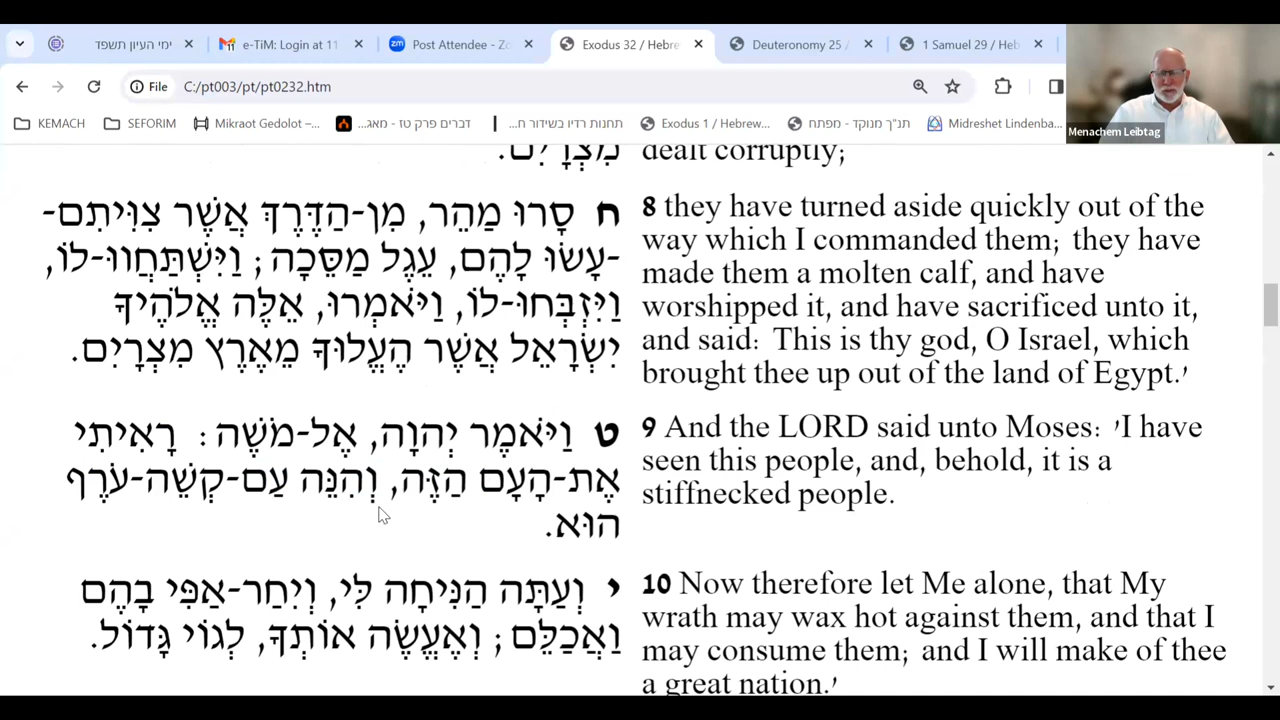 ימי העיון תשפד
e-TiM: Login at 11
Post Attendee - Zo
Exodus 32 / Hebre
Deuteronomy 25 /
1 Samuel 29 / Heb
File C:/pt003/pt/pt0232.htm
KEMACH
SEFORIM
Mikraot Gedolot –...
דברים פרק טז - מאג...
תחנות רדיו בשידור ח...
Exodus 1 / Hebrew...
תנ"ך מנוקד - מפתח
Midreshet Lindenba...
Menachem Leibtag
מִצְרָיִם.
ח סָרוּ מַהֵר, מִן-הַדֶּרֶךְ אֲשֶׁר צִוִּיתִם-
-עָשׂוּ לָהֶם, עֵגֶל מַסֵּכָה; וַיִּשְׁתַּחֲווּ-לוֹ,
וַיִּזְבְּחוּ-לוֹ, וַיֹּאמְרוּ, אֵלֶּה אֱלֹהֶיךָ
יִשְׂרָאֵל אֲשֶׁר הֶעֱלוּךָ מֵאֶרֶץ מִצְרָיִם.
ט וַיֹּאמֶר יְהוָה, אֶל-מֹשֶׁה: רָאִיתִי
אֶת-הָעָם הַזֶּה, וְהִנֵּה עַם-קְשֵׁה-עֹרֶף
הוּא.
י וְעַתָּה הַנִּיחָה לִּי, וְיִחַר-אַפִּי בָהֶם
וַאֲכַלֵּם; וְאֶעֱשֶׂה אוֹתְךָ, לְגוֹי גָּדוֹל.
dealt corruptly;
8 they have turned aside quickly out of the
way which I commanded them; they have
made them a molten calf, and have
worshipped it, and have sacrificed unto it,
and said: This is thy god, O Israel, which
brought thee up out of the land of Egypt.'
9 And the LORD said unto Moses: 'I have
seen this people, and, behold, it is a
stiffnecked people.
10 Now therefore let Me alone, that My
wrath may wax hot against them, and that I
may consume them; and I will make of thee
a great nation.'